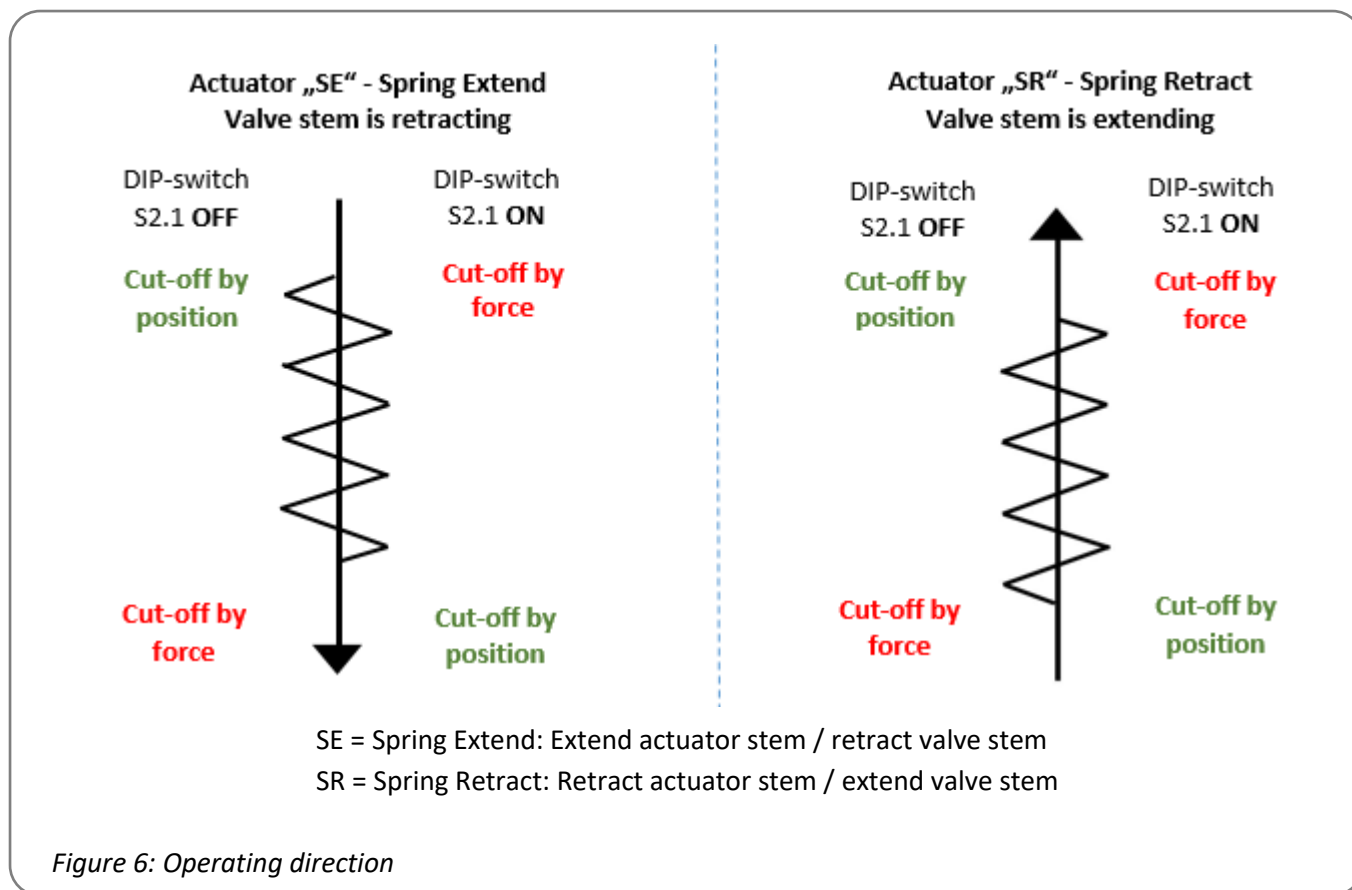 Actuator „SE“ - Spring Extend
Valve stem is retracting
DIP-switch
S2.1 OFF
DIP-switch
S2.1 ON
Cut-off by
position
Cut-off by
force
Cut-off by
force
Cut-off by
position
Actuator „SR“ - Spring Retract
Valve stem is extending
DIP-switch
S2.1 OFF
DIP-switch
S2.1 ON
Cut-off by
position
Cut-off by
force
Cut-off by
force
Cut-off by
position
SE = Spring Extend: Extend actuator stem / retract valve stem
SR = Spring Retract: Retract actuator stem / extend valve stem
Figure 6: Operating direction